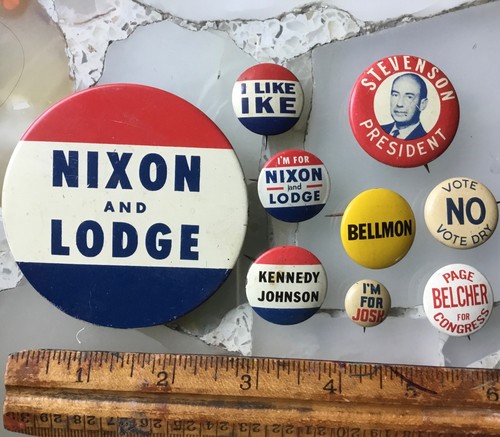 NIXON
AND
LODGE
I LIKE
IKE
STEVENSON
PRESIDENT
I'M FOR
NIXON
and
LODGE
BELLMON
VOTE
NO
VOTE DRY
KENNEDY
JOHNSON
I'M
FOR
JOSH
PAGE
BELCHER
FOR
CONGRESS
1 2 3 4 5 6